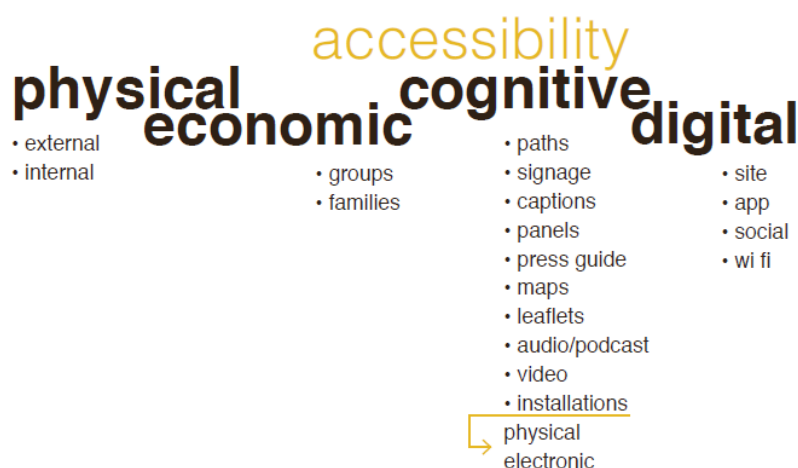 accessibility
physical
economic
cognitive
digital
• external
• internal
• groups
• families
• paths
• signage
• captions
• panels
• press guide
• maps
• leaflets
• audio/podcast
• video
• installations
physical
electronic
• site
• app
• social
• wi fi